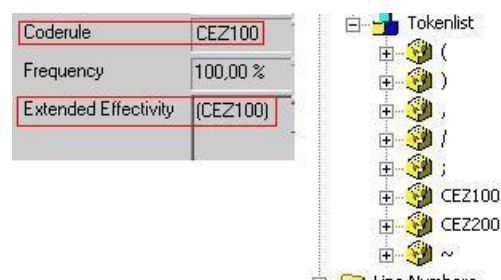 Coderule CEZ100
Frequency 100,00 %
Extended Effectivity (CEZ100)
Tokenlist
(
)
,
/
;
CEZ100
CEZ200
~
Line Numbers